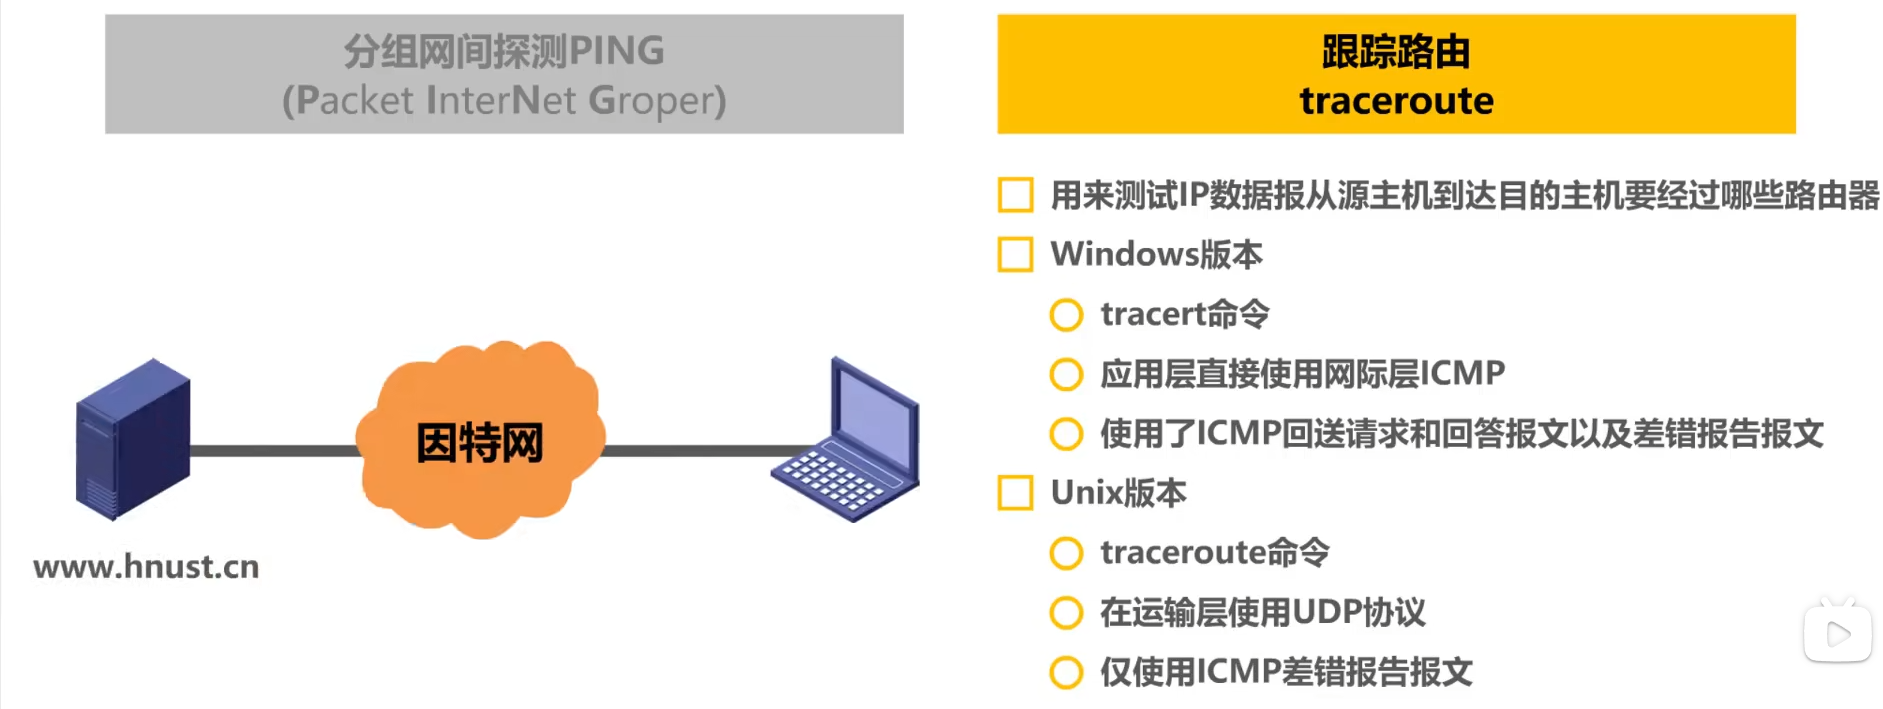 分组网间探测PING
(Packet InterNet Groper)
因特网
www.hnust.cn
跟踪路由
traceroute
用来测试IP数据报从源主机到达目的主机要经过哪些路由器
Windows版本
tracert命令
应用层直接使用网际层ICMP
使用了ICMP回送请求和回答报文以及差错报告报文
Unix版本
traceroute命令
在运输层使用UDP协议
仅使用ICMP差错报告报文